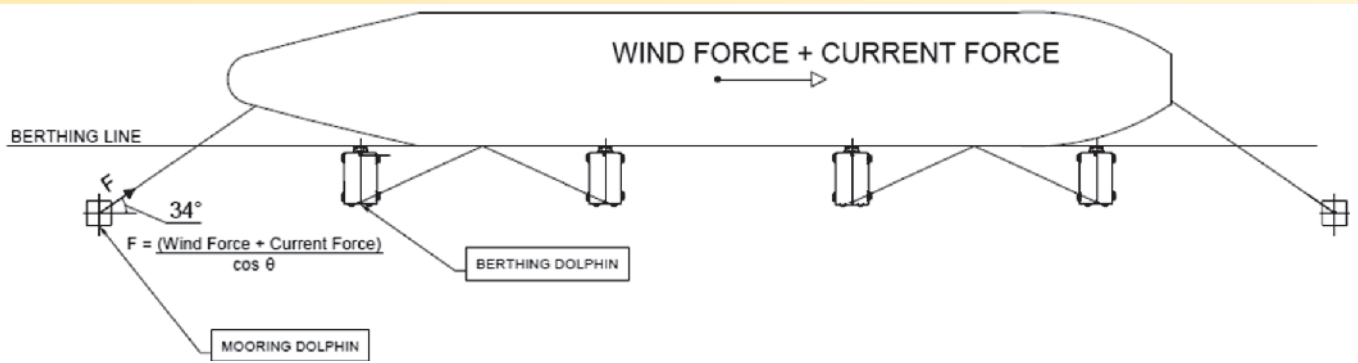 WIND FORCE + CURRENT FORCE
BERTHING LINE
F
34°
F = (Wind Force + Current Force)
cos θ
BERTHING DOLPHIN
MOORING DOLPHIN